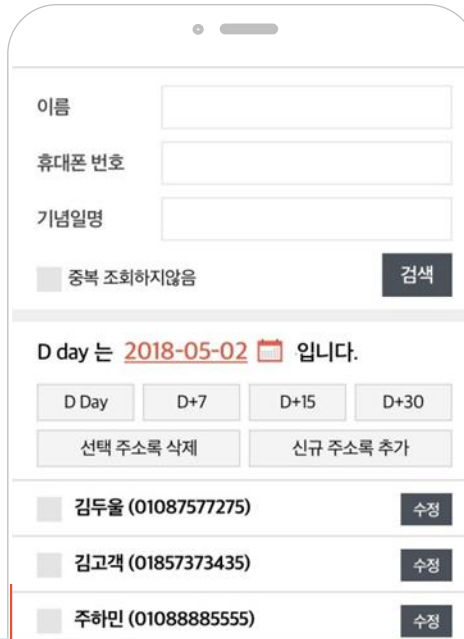 이름
휴대폰 번호
기념일명
중복 조회하지않음 검색
D day 는 2018-05-02 입니다.
D Day D+7 D+15 D+30
선택 주소록 삭제 신규 주소록 추가
김두울 (01087577275) 수정
김고객 (01857373435) 수정
주하민 (01088885555) 수정